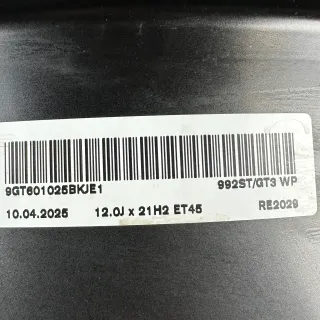 9GT601025BKJE1 992ST/GT3 WP
10.04.2025 12.0J x 21H2 ET45 RE2029